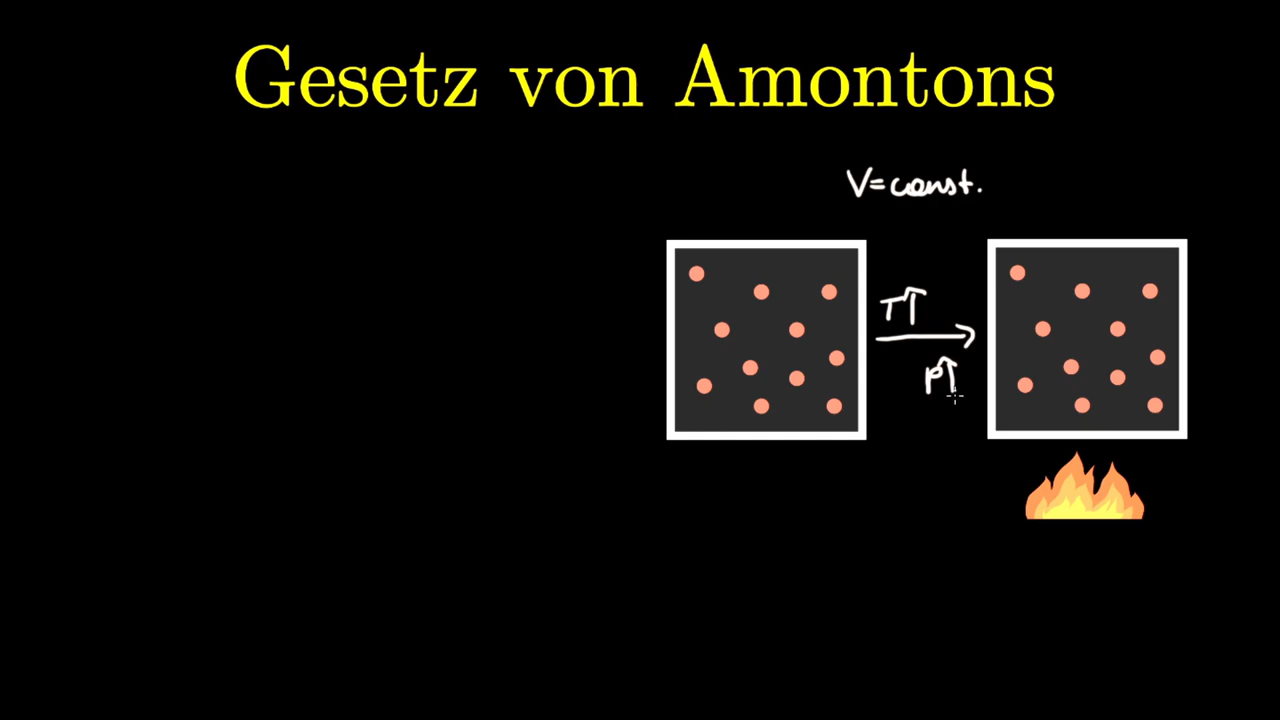 Gesetz von Amontons
V=const.
T↑
p↑